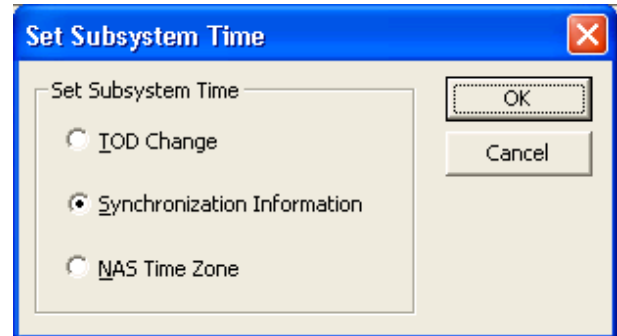 Set Subsystem Time
Set Subsystem Time
TOD Change
Synchronization Information
NAS Time Zone
OK
Cancel